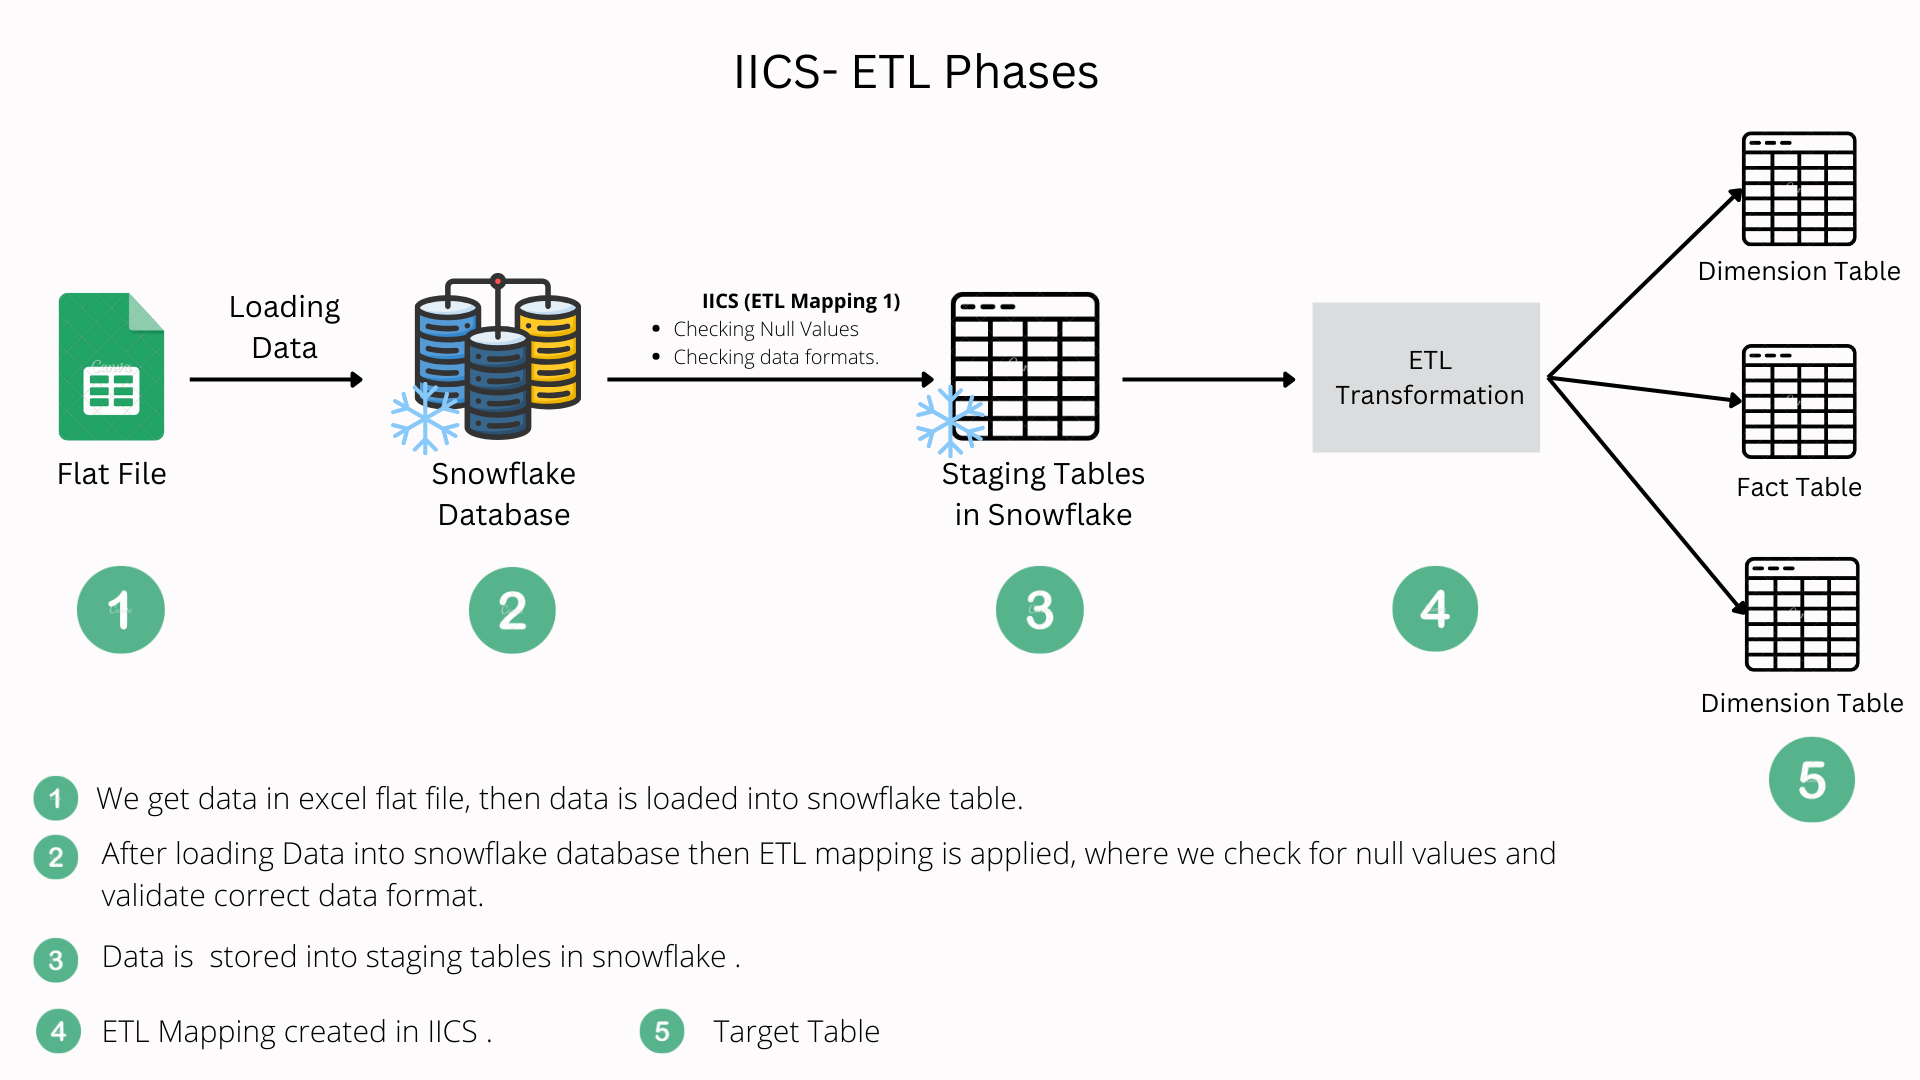 IICS- ETL Phases
Loading
Data
Flat File
Snowflake
Database
IICS (ETL Mapping 1)
• Checking Null Values
• Checking data formats.
Staging Tables
in Snowflake
ETL
Transformation
Dimension Table
Fact Table
Dimension Table
1
2
3
4
5
1 We get data in excel flat file, then data is loaded into snowflake table.
2 After loading Data into snowflake database then ETL mapping is applied, where we check for null values and
validate correct data format.
3 Data is  stored into staging tables in snowflake .
4 ETL Mapping created in IICS .
5 Target Table
Canva